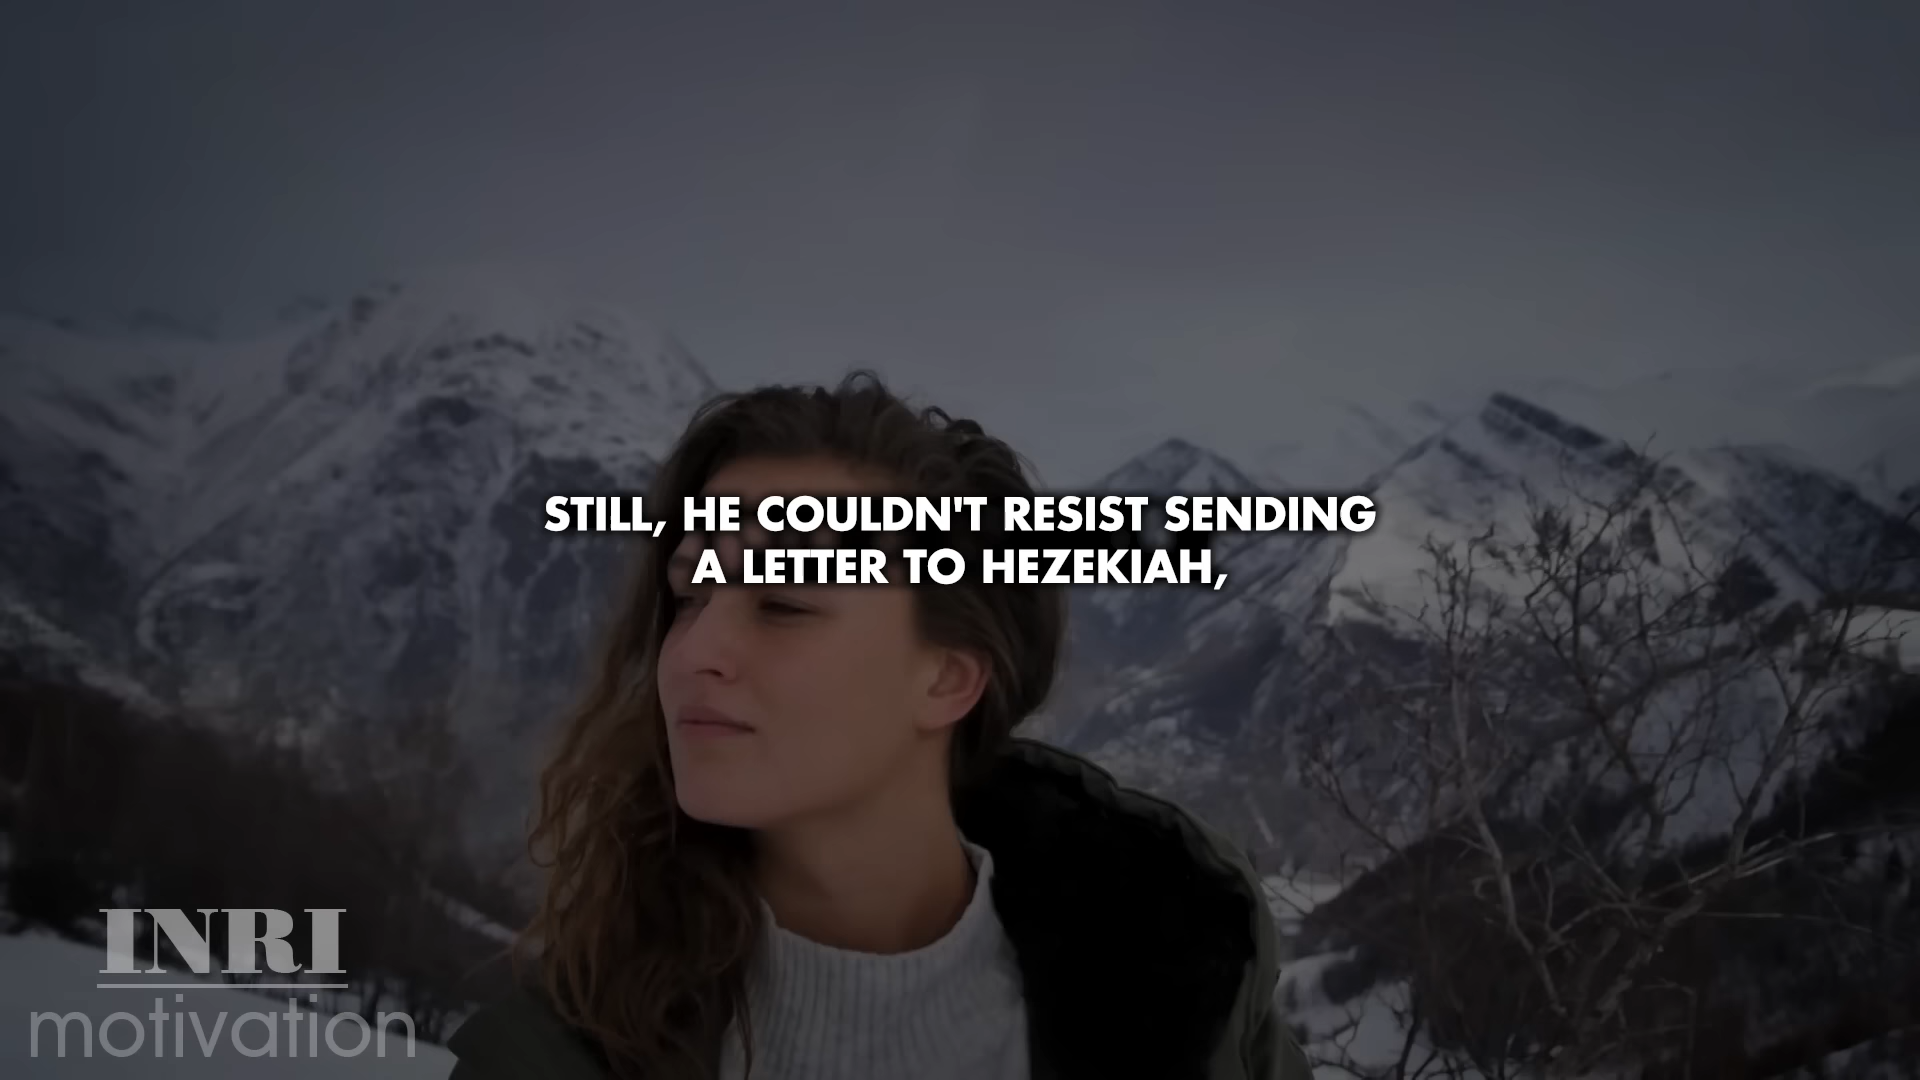 STILL, HE COULDN'T RESIST SENDING
A LETTER TO HEZEKIAH,
INRI
motivation